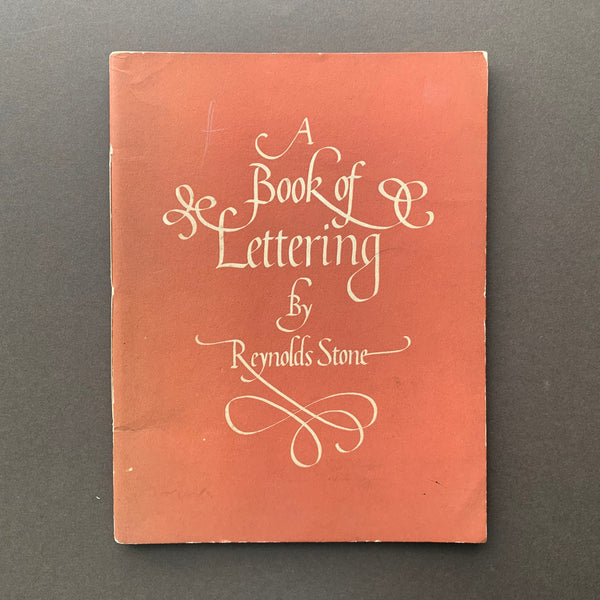 A
Book of
Lettering
By
Reynolds Stone